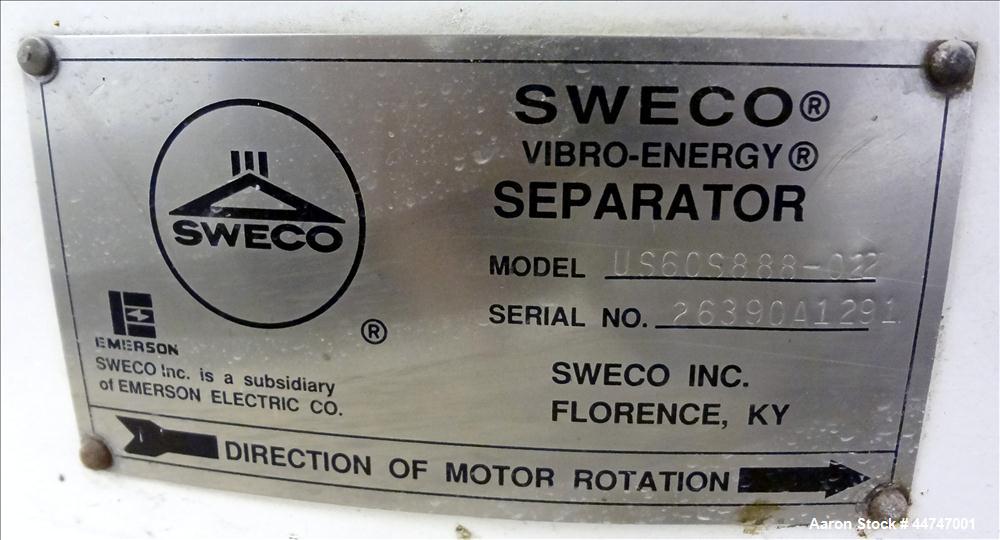 SWECO
®
EMERSON
SWECO Inc. is a subsidiary
of EMERSON ELECTRIC CO.
SWECO®
VIBRO-ENERGY®
SEPARATOR
MODEL US60S888-022
SERIAL NO. 26390A1291
SWECO INC.
FLORENCE, KY
DIRECTION OF MOTOR ROTATION
Aaron Stock # 44747001